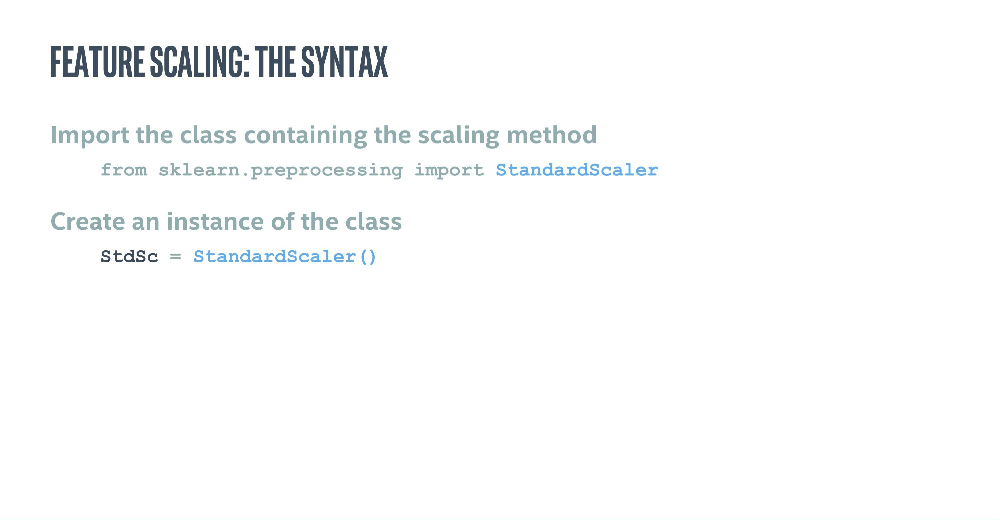 FEATURE SCALING: THE SYNTAX
Import the class containing the scaling method
from sklearn.preprocessing import StandardScaler
Create an instance of the class
StdSc = StandardScaler()